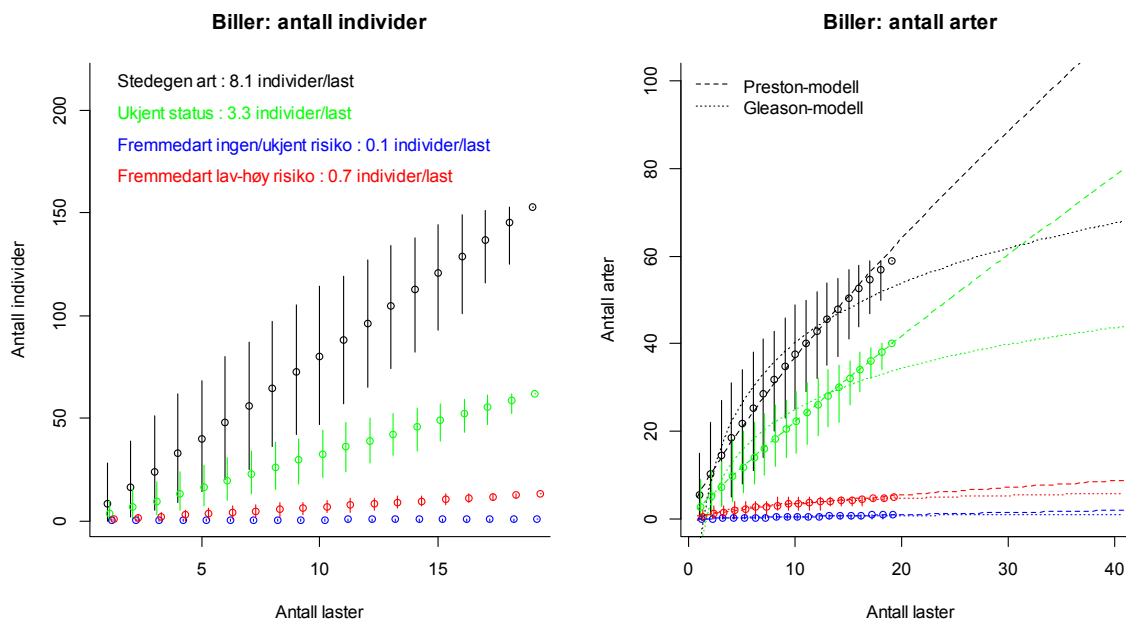 Biller: antall individer
Stedegen art : 8.1 individer/last
Ukjent status : 3.3 individer/last
Fremmedart ingen/ukjent risiko : 0.1 individer/last
Fremmedart lav-høy risiko : 0.7 individer/last
Antall individer
200
150
100
50
0
5
10
15
Antall laster
Biller: antall arter
Preston-modell
Gleason-modell
Antall arter
100
80
60
40
20
0
0
10
20
30
40
Antall laster